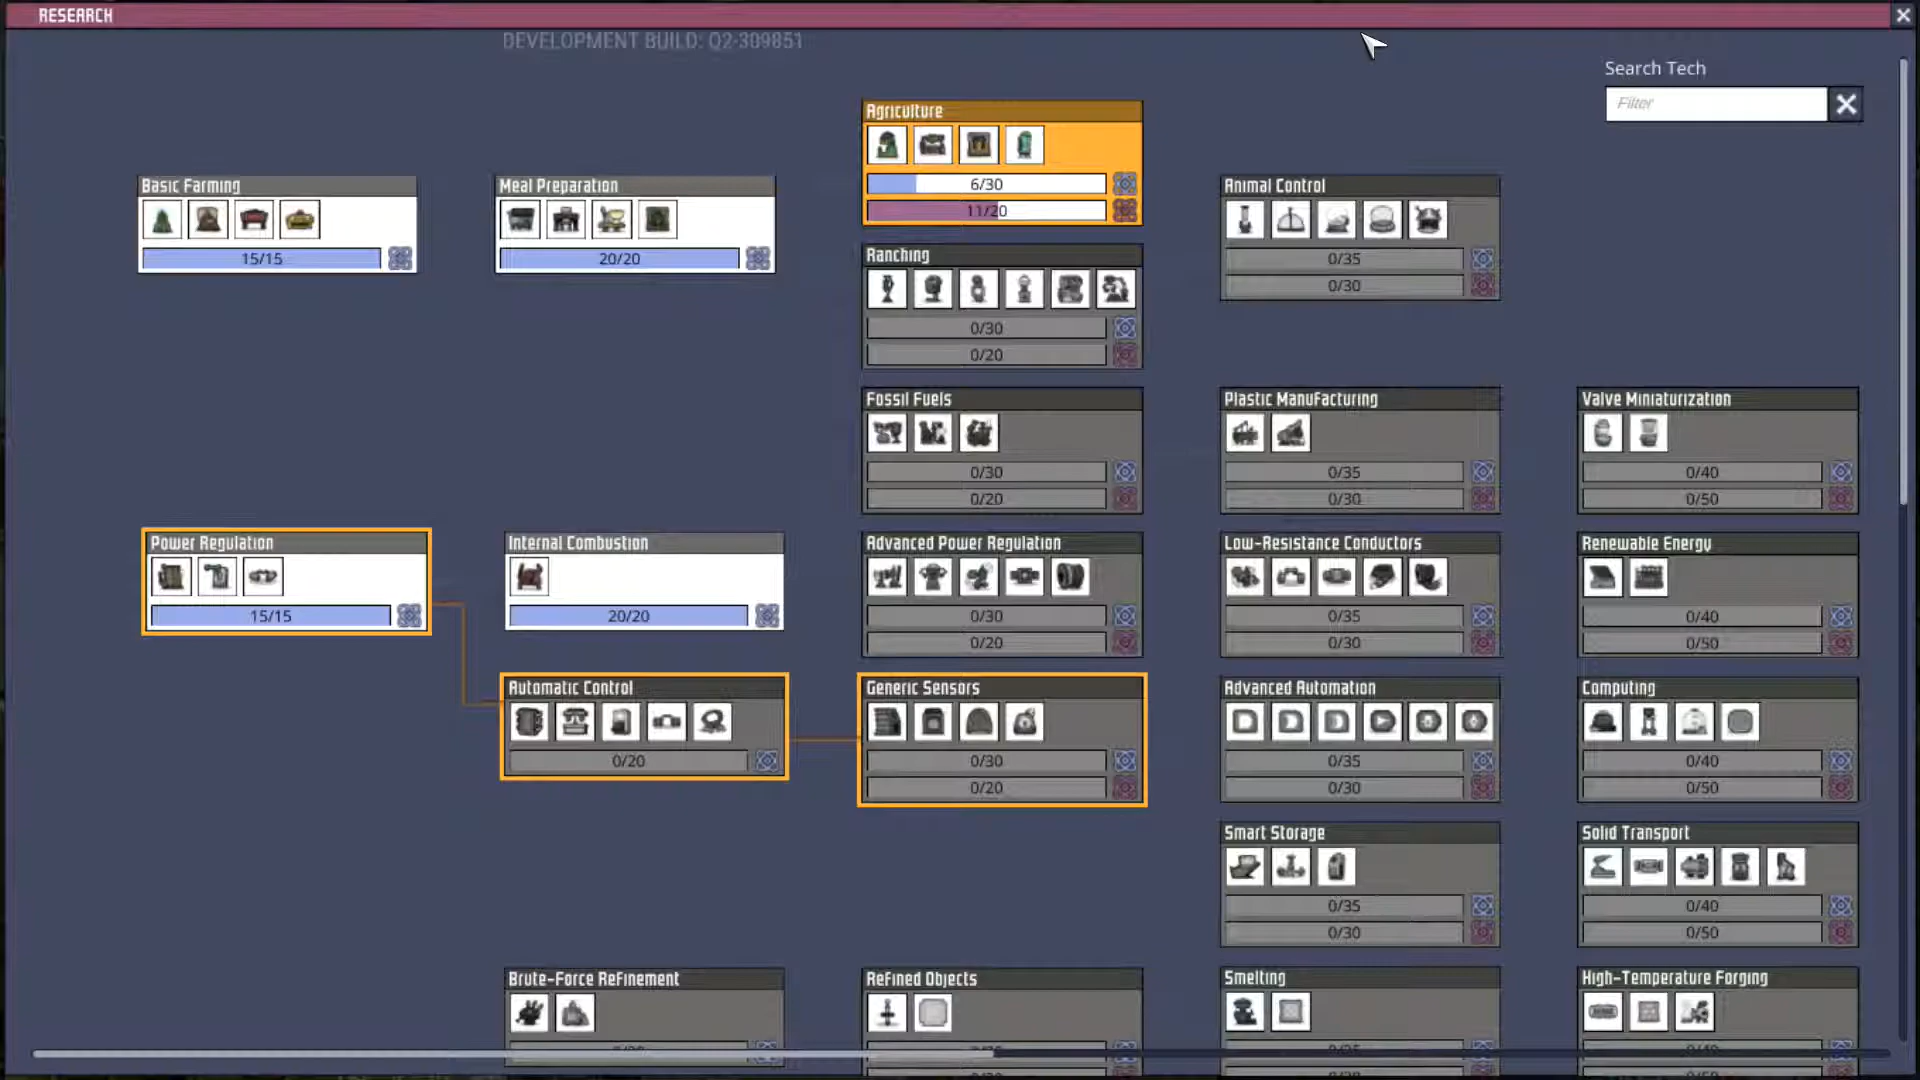 RESEARCH
DEVELOPMENT BUILD: Q2-309851
Search Tech
Filter
Agriculture
6/30
11/20
Basic Farming
15/15
Meal Preparation
20/20
Animal Control
0/35
0/30
Ranching
0/30
0/20
Fossil Fuels
0/30
0/20
Plastic Manufacturing
0/35
0/30
Valve Miniaturization
0/40
0/50
Power Regulation
15/15
Internal Combustion
20/20
Advanced Power Regulation
0/30
0/20
Low-Resistance Conductors
0/35
0/30
Renewable Energy
0/40
0/50
Automatic Control
0/20
Generic Sensors
0/30
0/20
Advanced Automation
0/35
0/30
Computing
0/40
0/50
Smart Storage
0/35
0/30
Solid Transport
0/40
0/50
Brute-Force Refinement
Refined Objects
Smelting
High-Temperature Forging